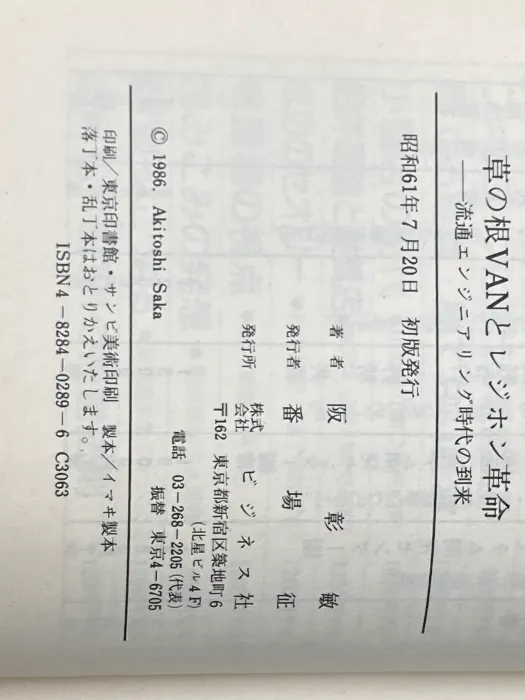 草の根VANとレジホン革命
——流通エンジニアリング時代の到来
昭和61年7月20日 初版発行
著者 阪 彰 敏
発行者 番 場 征
発行所 株式会社 ビジネス社
〒162 東京都新宿区築地町6
(北星ビル4F)
電話 03-268-2205(代表)
振替 東京4-6705
© 1986. Akitoshi Saka
印刷/東京印書館・サンビ美術印刷 製本/イマヰ製本
落丁本・乱丁本はおとりかえいたします。
ISBN4-8284-0289-6 C3063